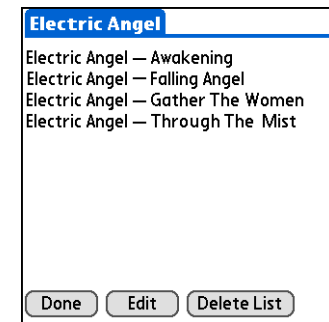 Electric Angel
Electric Angel — Awakening
Electric Angel — Falling Angel
Electric Angel — Gather The Women
Electric Angel — Through The Mist
Done Edit Delete List